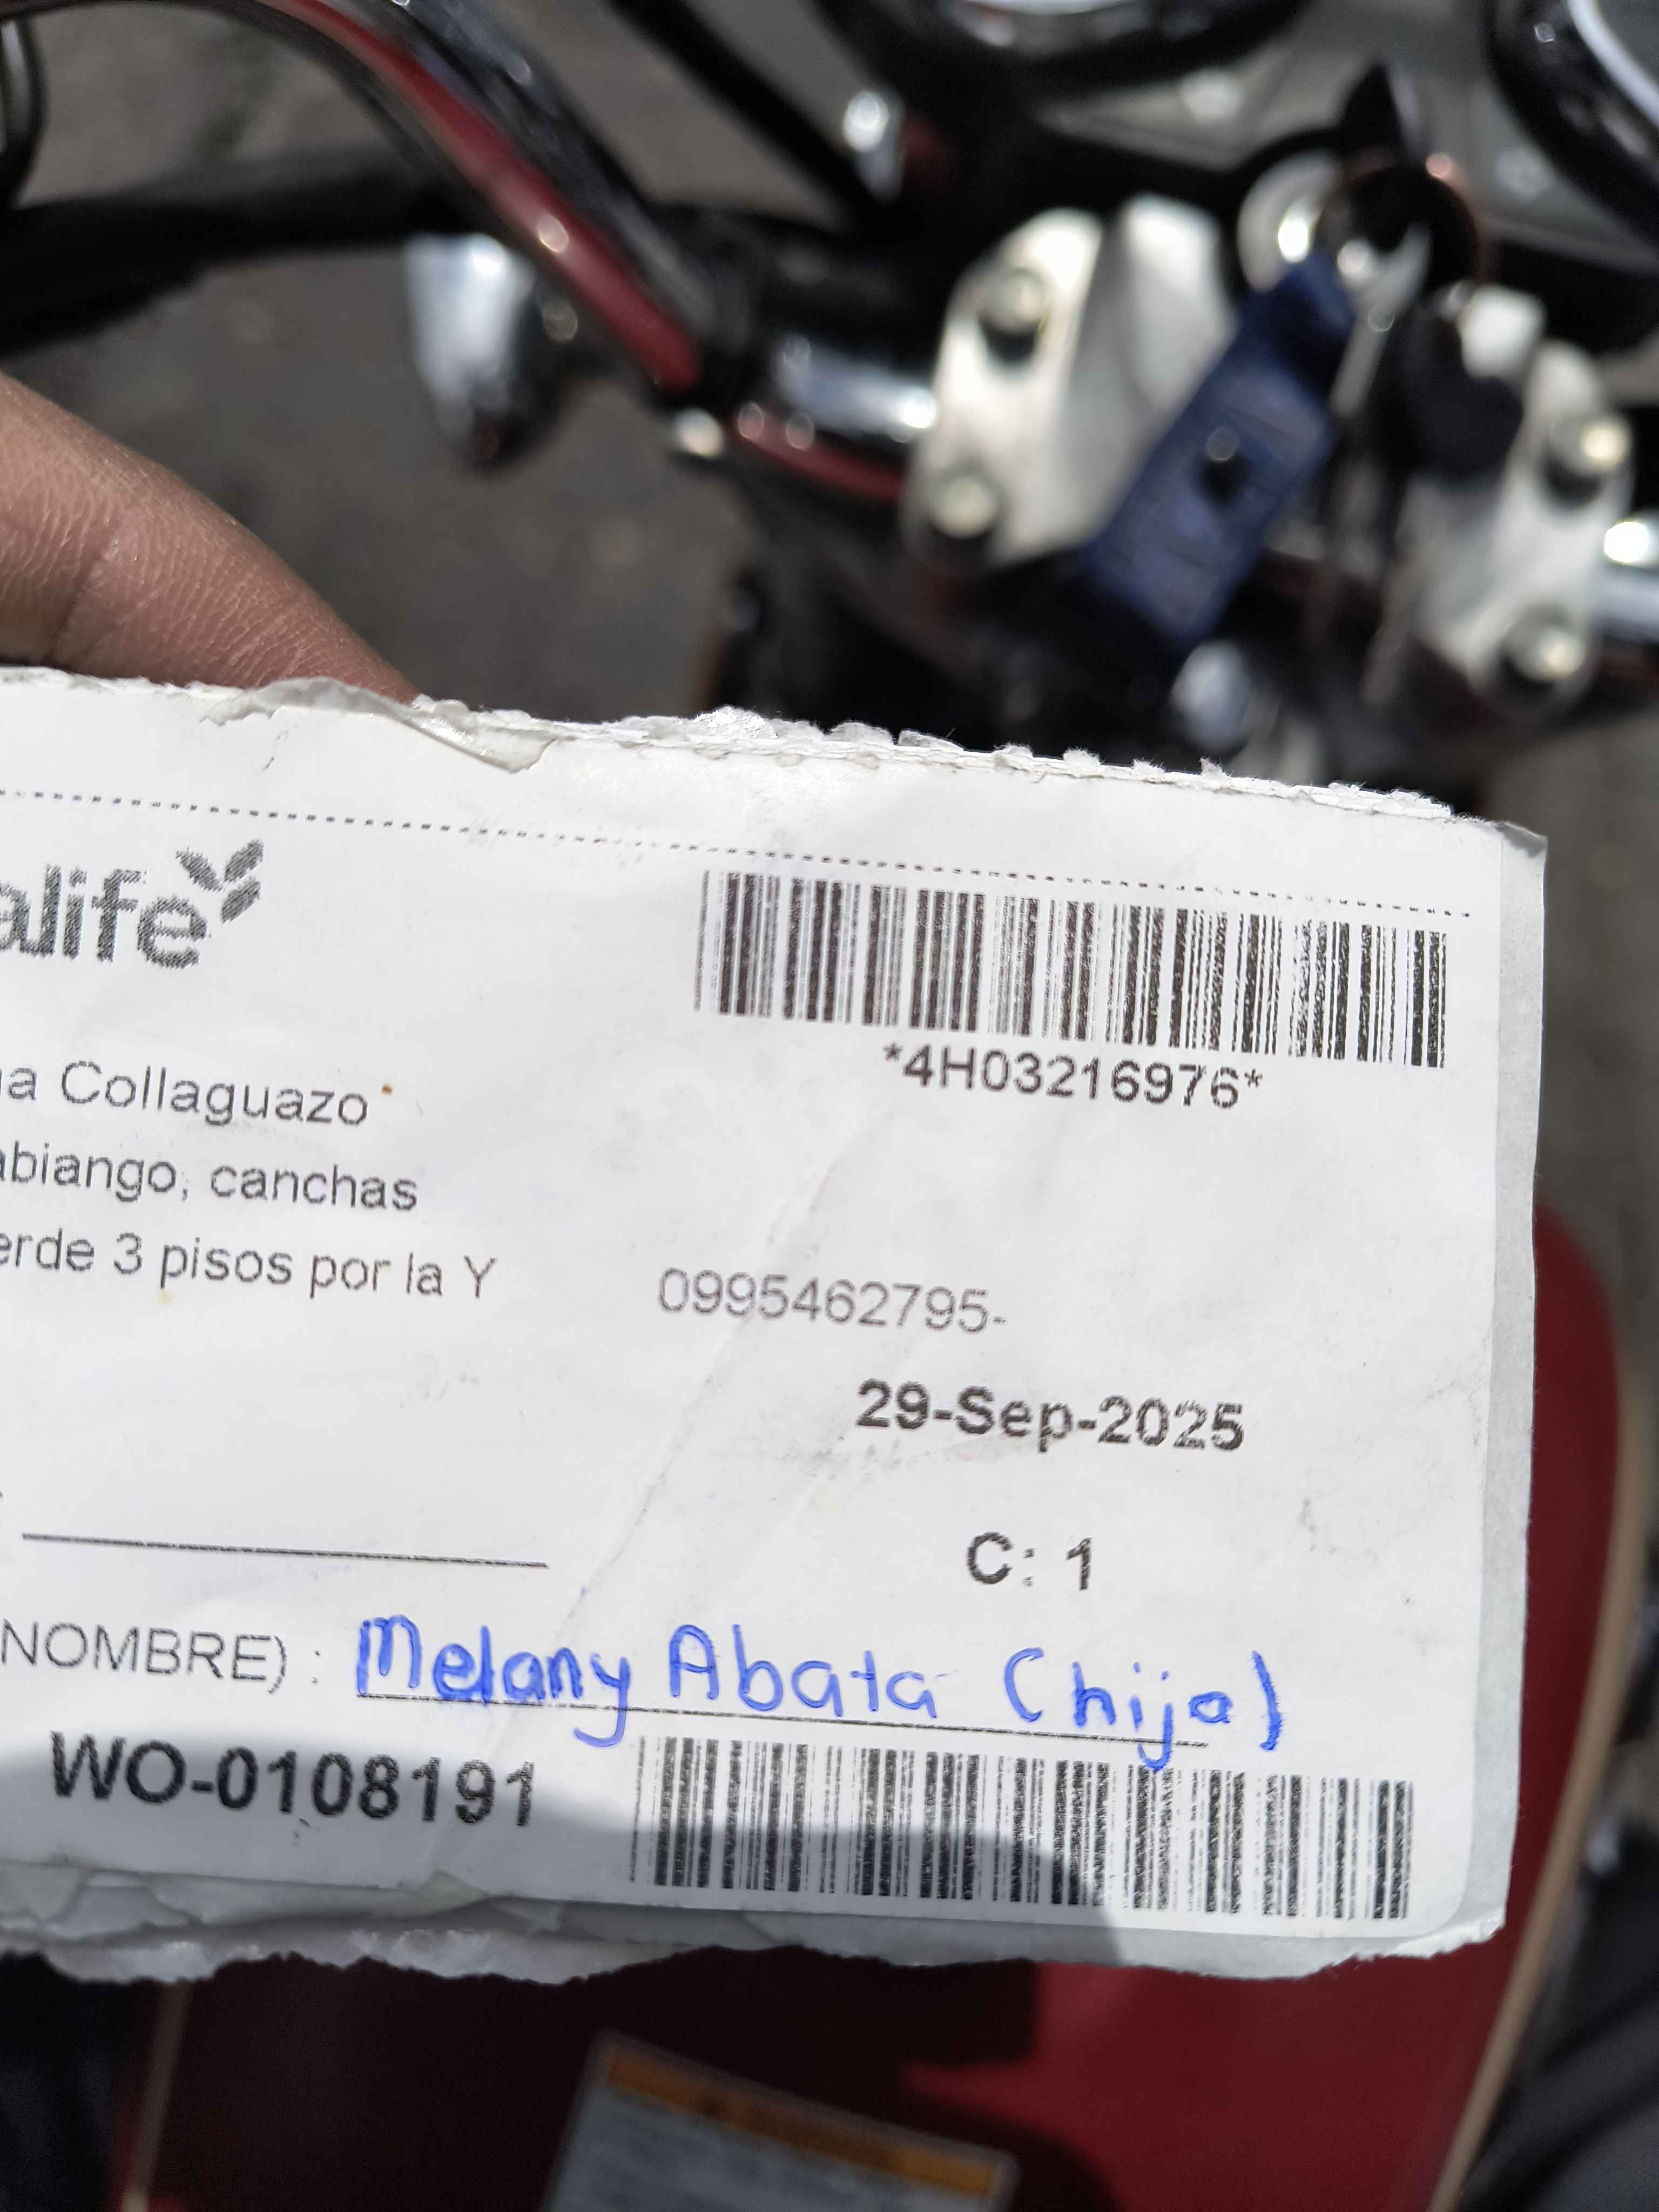 alife
*4H03216976*
a Collaguazo
abiango, canchas
erde 3 pisos por la Y
0995462795-
29-Sep-2025
C: 1
NOMBRE) : Melany Abata (hija)
WO-0108191